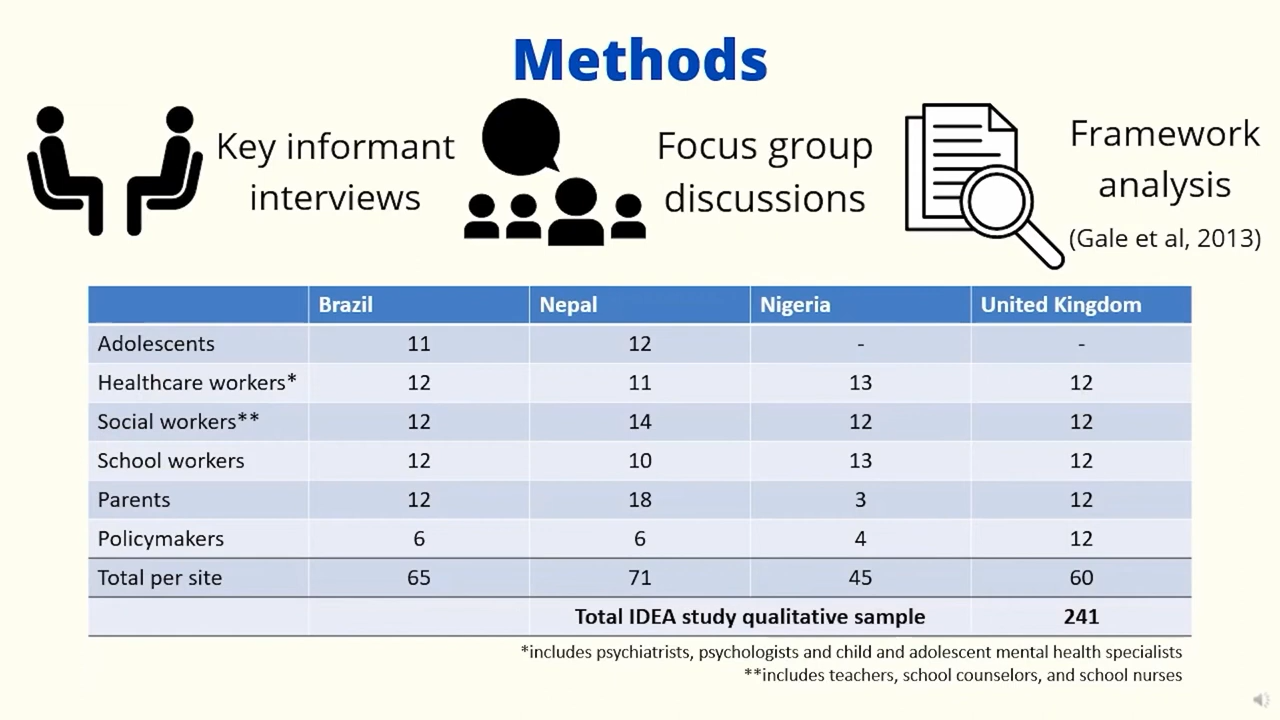 Methods
Key informant
interviews
Focus group
discussions
Framework
analysis
(Gale et al, 2013)
Brazil Nepal Nigeria United Kingdom
Adolescents 11 12 - -
Healthcare workers* 12 11 13 12
Social workers** 12 14 12 12
School workers 12 10 13 12
Parents 12 18 3 12
Policymakers 6 6 4 12
Total per site 65 71 45 60
Total IDEA study qualitative sample 241
*includes psychiatrists, psychologists and child and adolescent mental health specialists
**includes teachers, school counselors, and school nurses